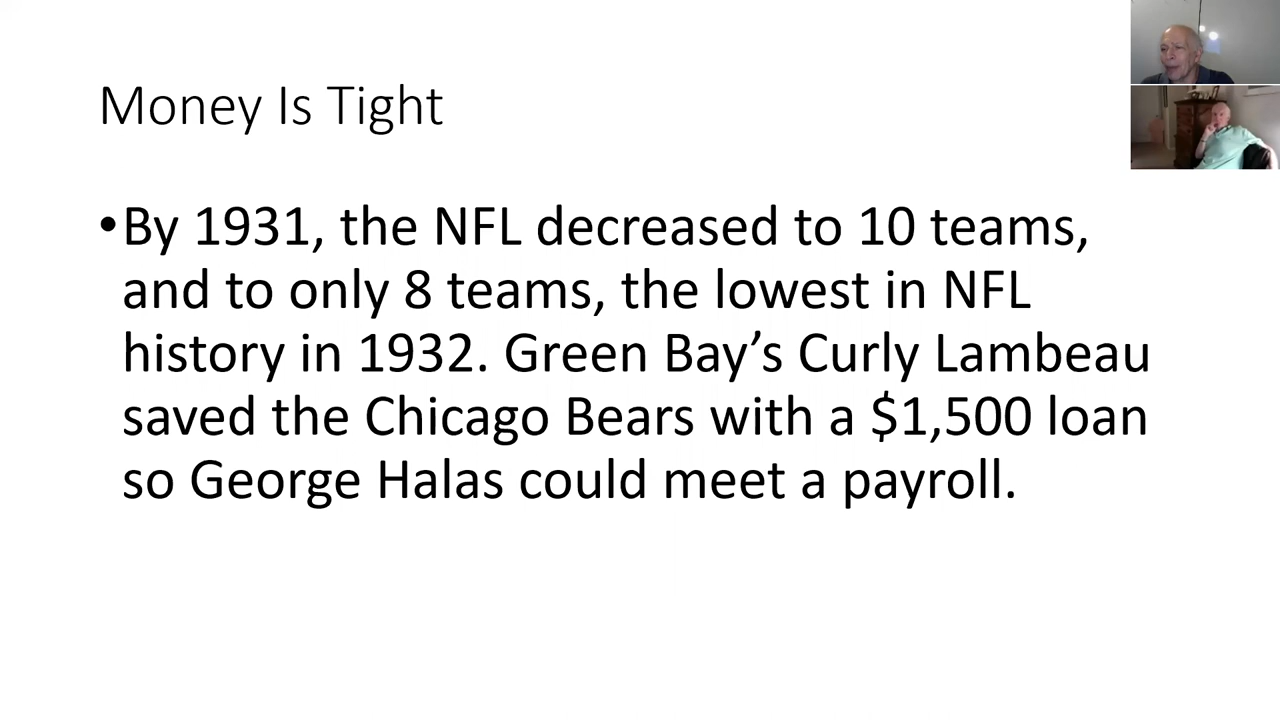 Money Is Tight
•By 1931, the NFL decreased to 10 teams,
and to only 8 teams, the lowest in NFL
history in 1932. Green Bay’s Curly Lambeau
saved the Chicago Bears with a $1,500 loan
so George Halas could meet a payroll.